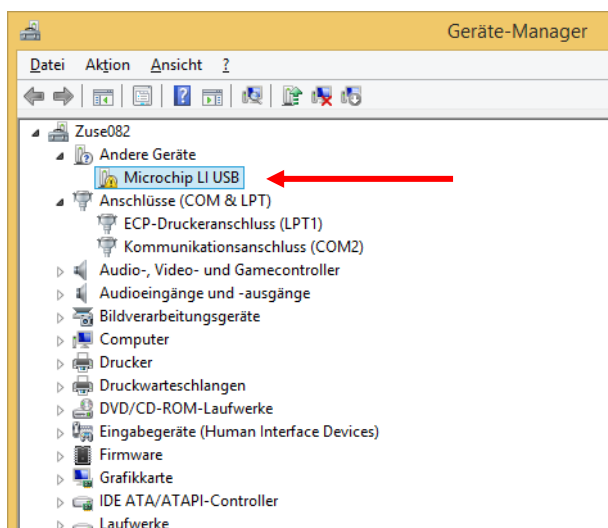 Geräte-Manager
Datei Aktion Ansicht ?
Zuse082
Andere Geräte
Microchip LI USB
Anschlüsse (COM & LPT)
ECP-Druckeranschluss (LPT1)
Kommunikationsanschluss (COM2)
Audio-, Video- und Gamecontroller
Audioeingänge und -ausgänge
Bildverarbeitungsgeräte
Computer
Drucker
Druckwarteschlangen
DVD/CD-ROM-Laufwerke
Eingabegeräte (Human Interface Devices)
Firmware
Grafikkarte
IDE ATA/ATAPI-Controller
Laufwerke